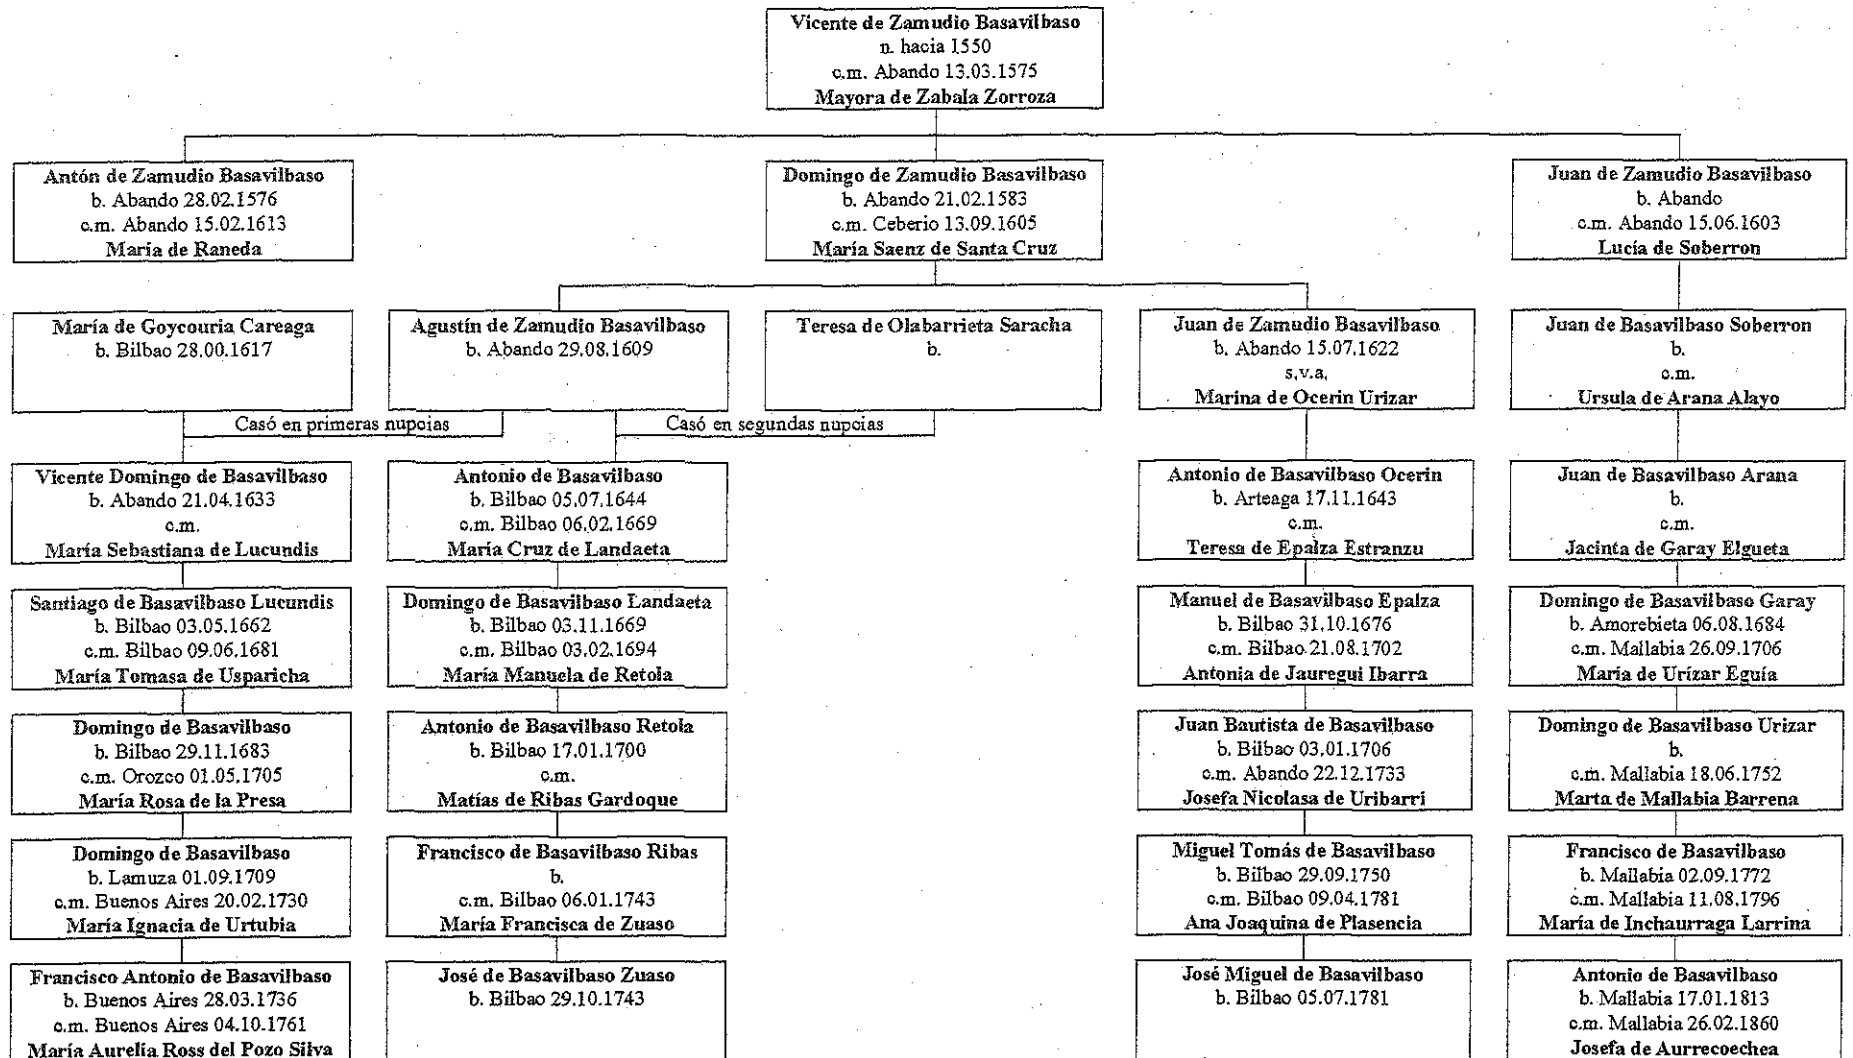 Vicente de Zamudio Basavilbaso
n. hacia 1550
c.m. Abando 13.03.1575
Mayora de Zabala Zorroza
Antón de Zamudio Basavilbaso
b. Abando 28.02.1576
c.m. Abando 15.02.1613
María de Raneda
Domingo de Zamudio Basavilbaso
b. Abando 21.02.1583
c.m. Ceberio 13.09.1605
María Saenz de Santa Cruz
Juan de Zamudio Basavilbaso
b. Abando
c.m. Abando 15.06.1603
Lucía de Soberron
María de Goycouria Careaga
b. Bilbao 28.00.1617
Agustín de Zamudio Basavilbaso
b. Abando 29.08.1609
Teresa de Olabarrieta Saracha
b.
Juan de Zamudio Basavilbaso
b. Abando 15.07.1622
s.v.a.
Marina de Ocerin Urizar
Juan de Basavilbaso Soberron
b.
c.m.
Ursula de Arana Alayo
Casó en primeras nupcias
Casó en segundas nupcias
Vicente Domingo de Basavilbaso
b. Abando 21.04.1633
c.m.
María Sebastiana de Lucundis
Antonio de Basavilbaso
b. Bilbao 05.07.1644
c.m. Bilbao 06.02.1669
María Cruz de Landaeta
Antonio de Basavilbaso Ocerin
b. Arteaga 17.11.1643
c.m.
Teresa de Epalza Estranzu
Juan de Basavilbaso Arana
b.
c.m.
Jacinta de Garay Elgueta
Santiago de Basavilbaso Lucundis
b. Bilbao 03.05.1662
c.m. Bilbao 09.06.1681
María Tomasa de Usparicha
Domingo de Basavilbaso Landaeta
b. Bilbao 03.11.1669
c.m. Bilbao 03.02.1694
María Manuela de Retola
Manuel de Basavilbaso Epalza
b. Bilbao 31.10.1676
c.m. Bilbao 21.08.1702
Antonia de Jauregui Ibarra
Domingo de Basavilbaso Garay
b. Amorebieta 06.08.1684
c.m. Mallabia 26.09.1706
María de Urízar Eguía
Domingo de Basavilbaso
b. Bilbao 29.11.1683
c.m. Orozco 01.05.1705
María Rosa de la Presa
Antonio de Basavilbaso Retola
b. Bilbao 17.01.1700
c.m.
Matías de Ribas Gardoque
Juan Bautista de Basavilbaso
b. Bilbao 03.01.1706
c.m. Abando 22.12.1733
Josefa Nicolasa de Uribarri
Domingo de Basavilbaso Urizar
b.
c.m. Mallabia 18.06.1752
Marta de Mallabia Barrena
Domingo de Basavilbaso
b. Lamuza 01.09.1709
c.m. Buenos Aires 20.02.1730
María Ignacia de Urtubia
Francisco de Basavilbaso Ribas
b.
c.m. Bilbao 06.01.1743
María Francisca de Zuaso
Miguel Tomás de Basavilbaso
b. Bilbao 29.09.1750
c.m. Bilbao 09.04.1781
Ana Joaquina de Plasencia
Francisco de Basavilbaso
b. Mallabia 02.09.1772
c.m. Mallabia 11.08.1796
María de Inchaurraga Larrina
Francisco Antonio de Basavilbaso
b. Buenos Aires 28.03.1736
c.m. Buenos Aires 04.10.1761
María Aurelia Ross del Pozo Silva
José de Basavilbaso Zuaso
b. Bilbao 29.10.1743
José Miguel de Basavilbaso
b. Bilbao 05.07.1781
Antonio de Basavilbaso
b. Mallabia 17.01.1813
c.m. Mallabia 26.02.1860
Josefa de Aurrecoechea